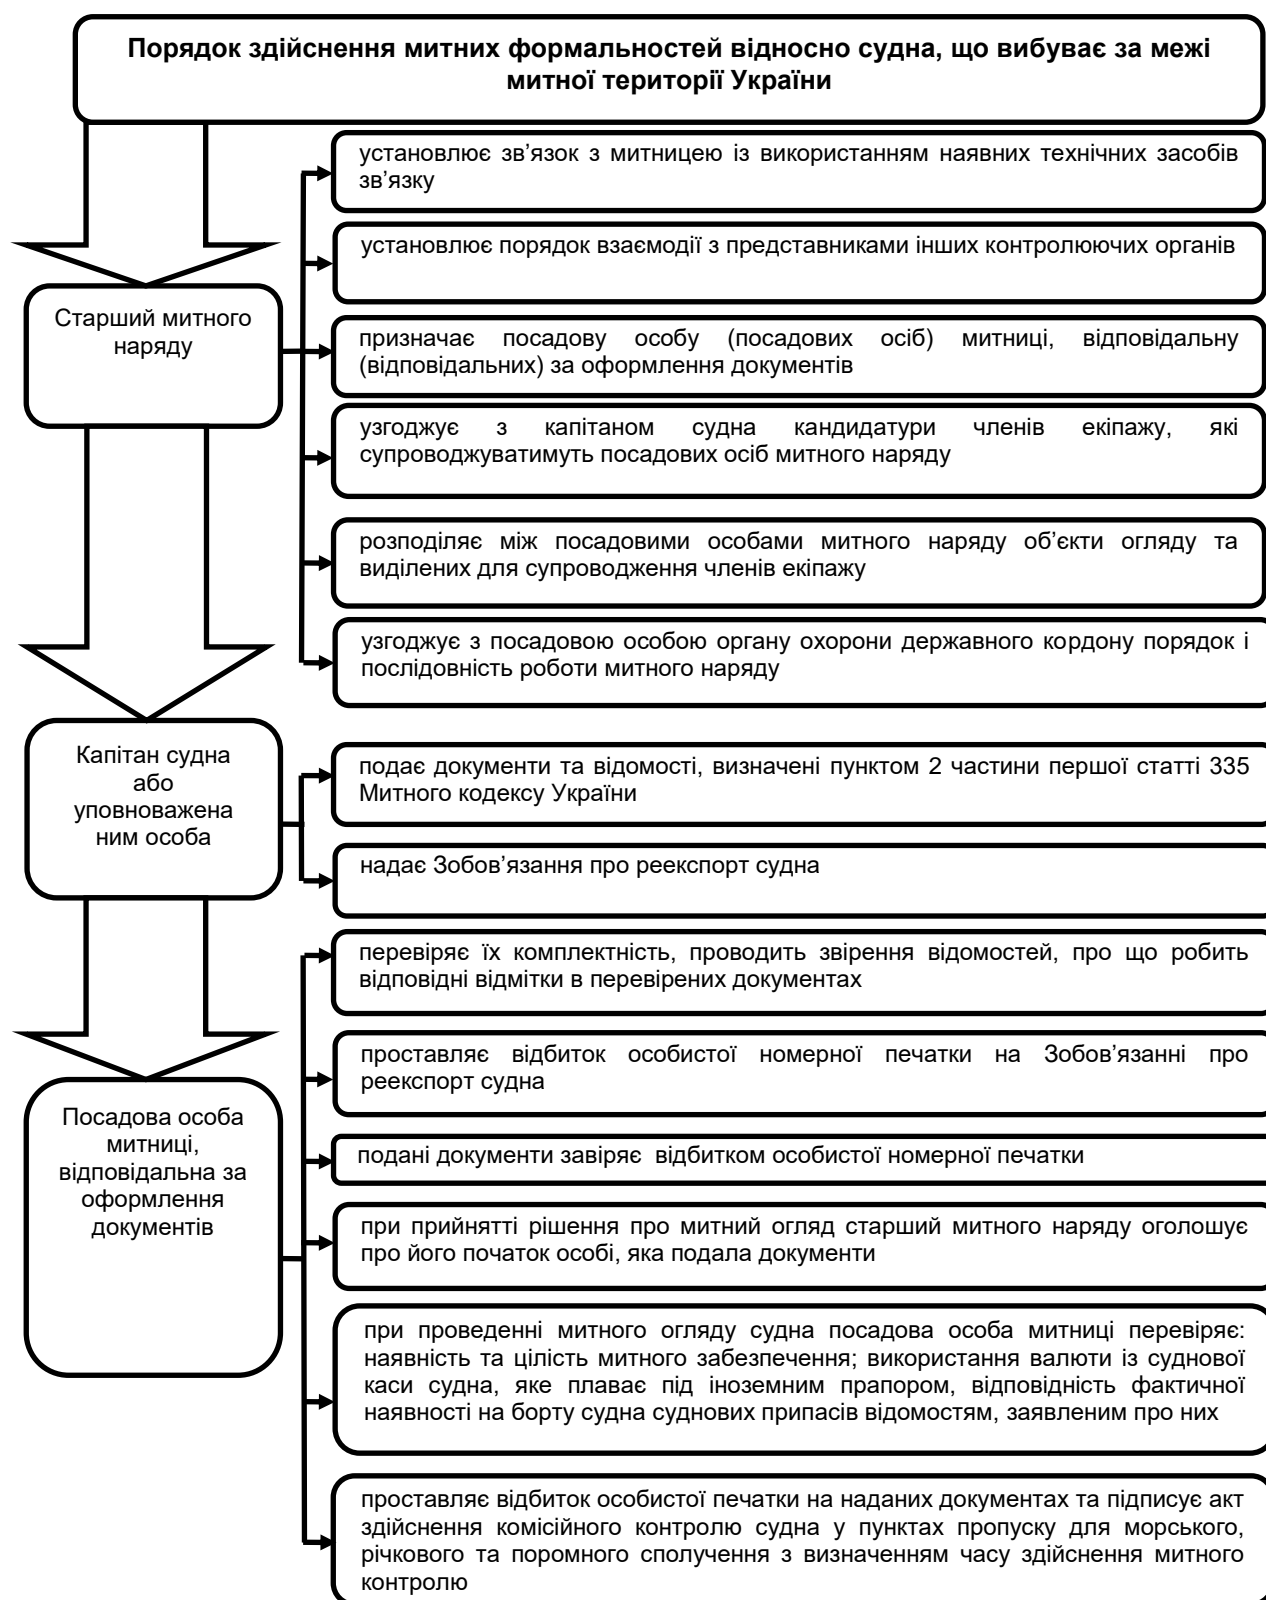 Порядок здійснення митних формальностей відносно судна, що вибуває за межі
митної території України
Старший митного
наряду
установлює зв’язок з митницею із використанням наявних технічних засобів
зв’язку
установлює порядок взаємодії з представниками інших контролюючих органів
призначає посадову особу (посадових осіб) митниці, відповідальну
(відповідальних) за оформлення документів
узгоджує з капітаном судна кандидатури членів екіпажу, які
супроводжуватимуть посадових осіб митного наряду
розподіляє між посадовими особами митного наряду об’єкти огляду та
виділених для супроводження членів екіпажу
узгоджує з посадовою особою органу охорони державного кордону порядок і
послідовність роботи митного наряду
Капітан судна
або
уповноважена
ним особа
подає документи та відомості, визначені пунктом 2 частини першої статті 335
Митного кодексу України
надає Зобов’язання про реекспорт судна
Посадова особа
митниці,
відповідальна за
оформлення
документів
перевіряє їх комплектність, проводить звірення відомостей, про що робить
відповідні відмітки в перевірених документах
проставляє відбиток особистої номерної печатки на Зобов’язанні про
реекспорт судна
подані документи завіряє відбитком особистої номерної печатки
при прийнятті рішення про митний огляд старший митного наряду оголошує
про його початок особі, яка подала документи
при проведенні митного огляду судна посадова особа митниці перевіряє:
наявність та цілість митного забезпечення; використання валюти із суднової
каси судна, яке плаває під іноземним прапором, відповідність фактичної
наявності на борту судна суднових припасів відомостям, заявленим про них
проставляє відбиток особистої печатки на наданих документах та підписує акт
здійснення комісійного контролю судна у пунктах пропуску для морського,
річкового та поромного сполучення з визначенням часу здійснення митного
контролю